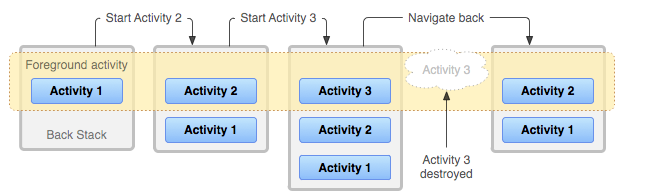 Start Activity 2
Start Activity 3
Navigate back
Foreground activity
Activity 1
Activity 2
Activity 3
Activity 3
Activity 2
Back Stack
Activity 1
Activity 2
Activity 1
Activity 1
Activity 3
destroyed